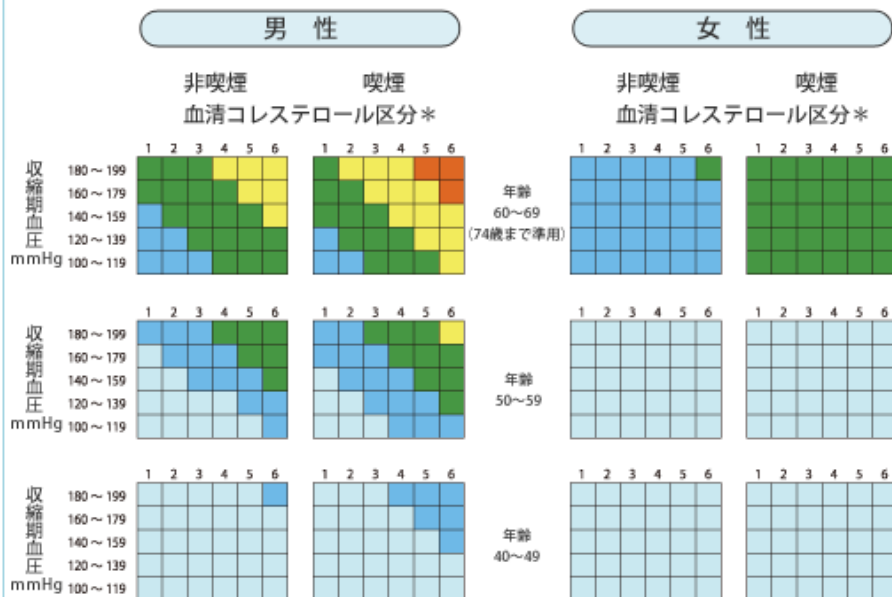 男 性
女 性
非喫煙 喫煙
血清コレステロール区分＊
非喫煙 喫煙
血清コレステロール区分＊
1 2 3 4 5 6
1 2 3 4 5 6
1 2 3 4 5 6
1 2 3 4 5 6
収縮期血圧
mmHg
180～199
160～179
140～159
120～139
100～119
年齢
60～69
(74歳まで準用)
1 2 3 4 5 6
1 2 3 4 5 6
1 2 3 4 5 6
1 2 3 4 5 6
収縮期血圧
mmHg
180～199
160～179
140～159
120～139
100～119
年齢
50～59
1 2 3 4 5 6
1 2 3 4 5 6
1 2 3 4 5 6
1 2 3 4 5 6
収縮期血圧
mmHg
180～199
160～179
140～159
120～139
100～119
年齢
40～49